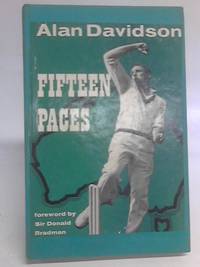 Alan Davidson
FIFTEEN
PACES
foreword by
Sir Donald
Bradman